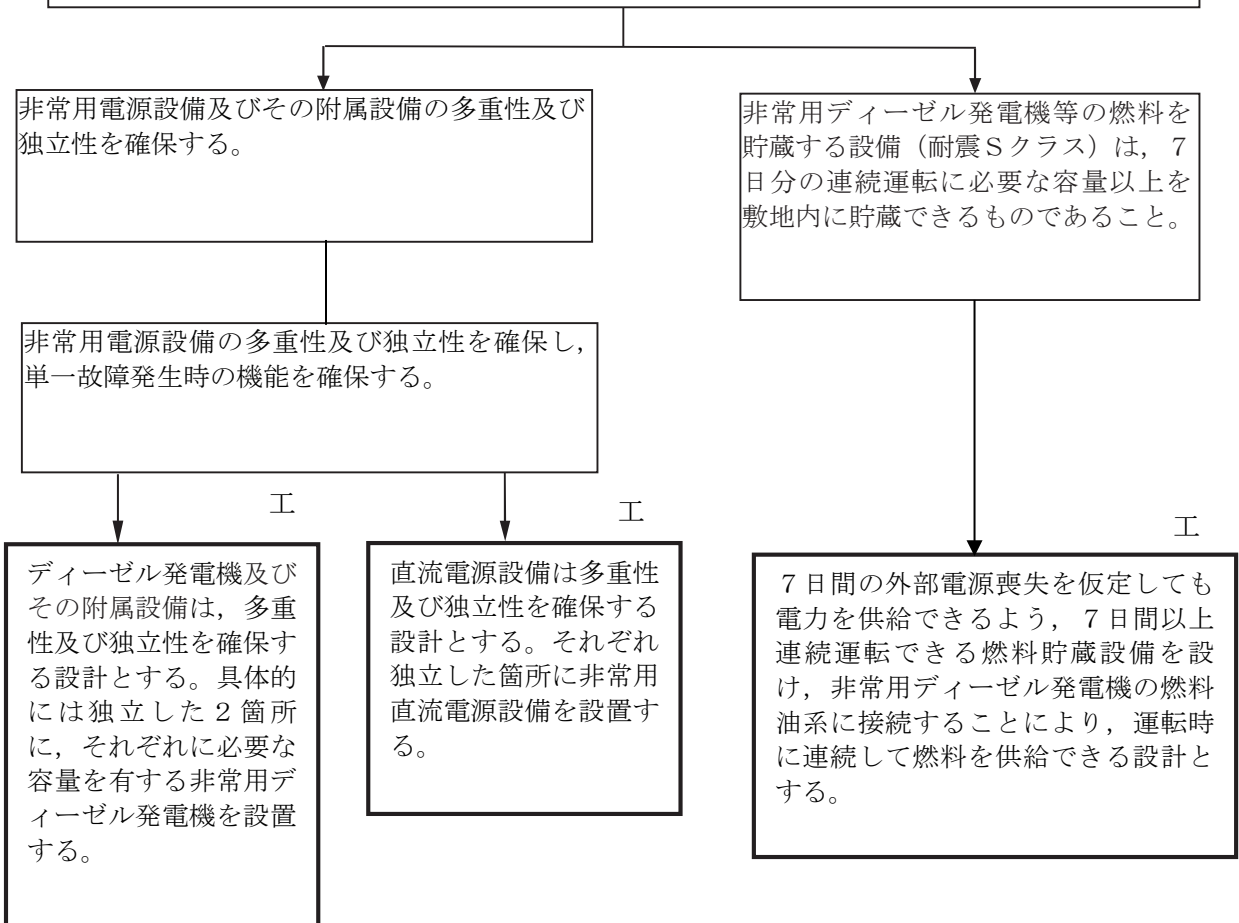 非常用電源設備及びその附属設備の多重性及び
独立性を確保する。
非常用ディーゼル発電機等の燃料を
貯蔵する設備（耐震Ｓクラス）は，７
日分の連続運転に必要な容量以上を
敷地内に貯蔵できるものであること。
非常用電源設備の多重性及び独立性を確保し，
単一故障発生時の機能を確保する。
工
工
工
ディーゼル発電機及び
その附属設備は，多重
性及び独立性を確保す
る設計とする。具体的
には独立した２箇所
に，それぞれに必要な
容量を有する非常用デ
ィーゼル発電機を設置
する。
直流電源設備は多重性
及び独立性を確保する
設計とする。それぞれ
独立した箇所に非常用
直流電源設備を設置す
る。
７日間の外部電源喪失を仮定しても
電力を供給できるよう，７日間以上
連続運転できる燃料貯蔵設備を設
け，非常用ディーゼル発電機の燃料
油系に接続することにより，運転時
に連続して燃料を供給できる設計と
する。